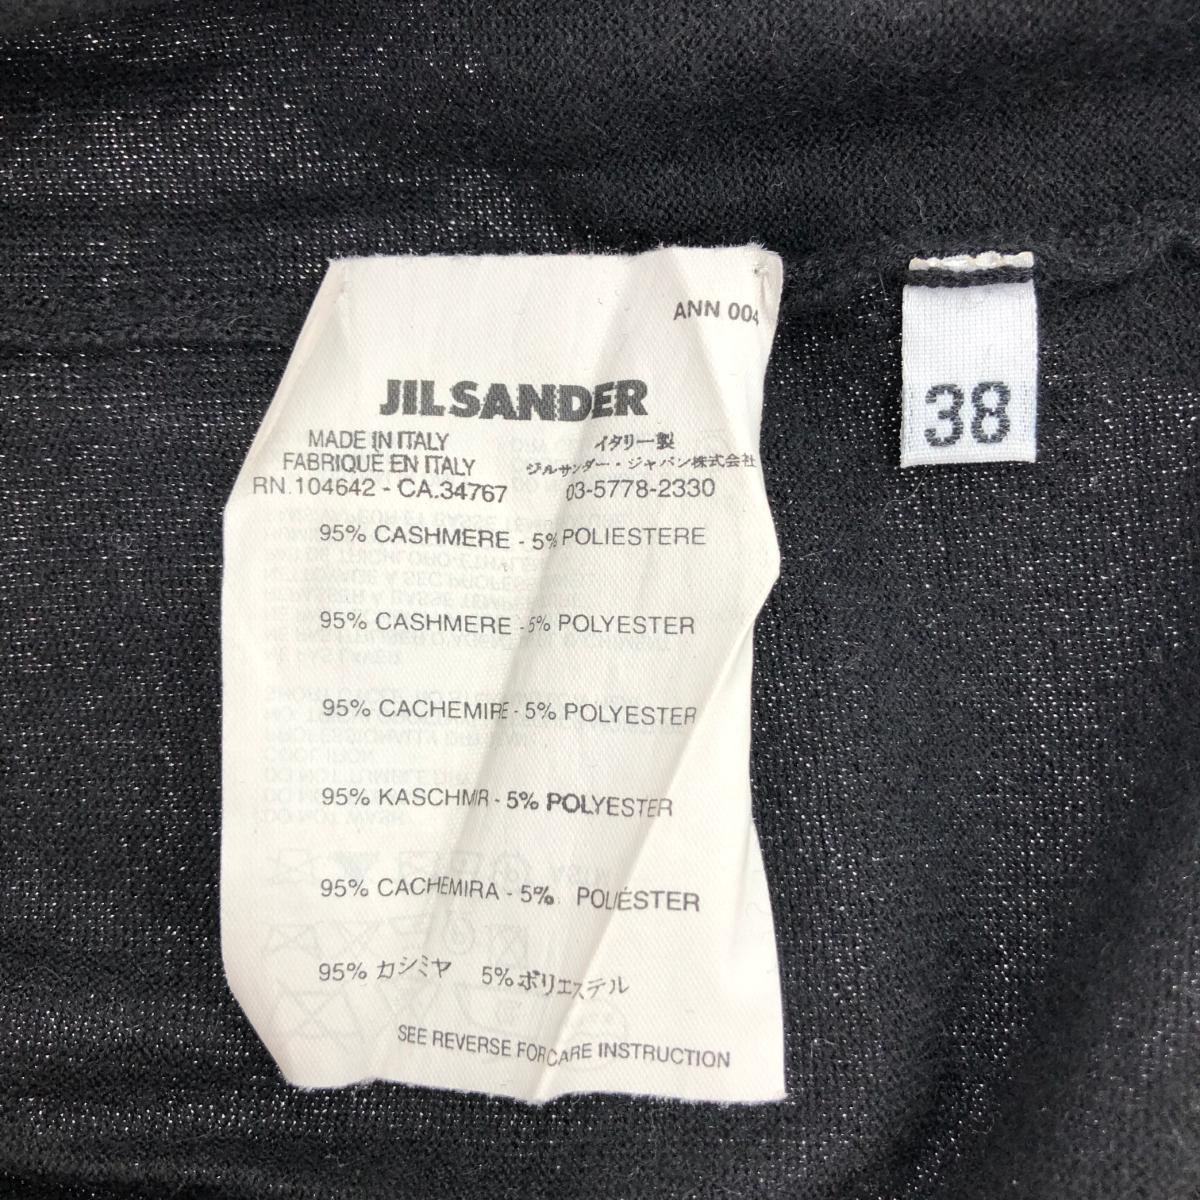 ANN 004
JIL SANDER
MADE IN ITALY
イタリー製
FABRIQUE EN ITALY
ジルサンダー・ジャパン株式会社
RN.104642 - CA.34767
03-5778-2330
95% CASHMERE - 5% POLIESTERE
95% CASHMERE - 5% POLYESTER
95% CACHEMIRE - 5% POLYESTER
95% KASCHMIR - 5% POLYESTER
95% CACHEMIRA - 5% POLIÉSTER
95% カシミヤ 5% ポリエステル
SEE REVERSE FOR CARE INSTRUCTION
38